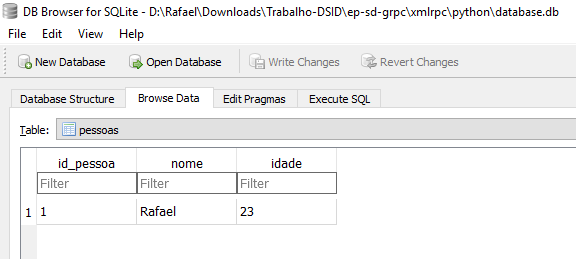 DB Browser for SQLite - D:\Rafael\Downloads\Trabalho-DSID\ep-sd-grpc\xmlrpc\python\database.db
File Edit View Help
New Database Open Database Write Changes Revert Changes
Database Structure Browse Data Edit Pragmas Execute SQL
Table: pessoas
id_pessoa nome idade
Filter Filter Filter
1 1 Rafael 23